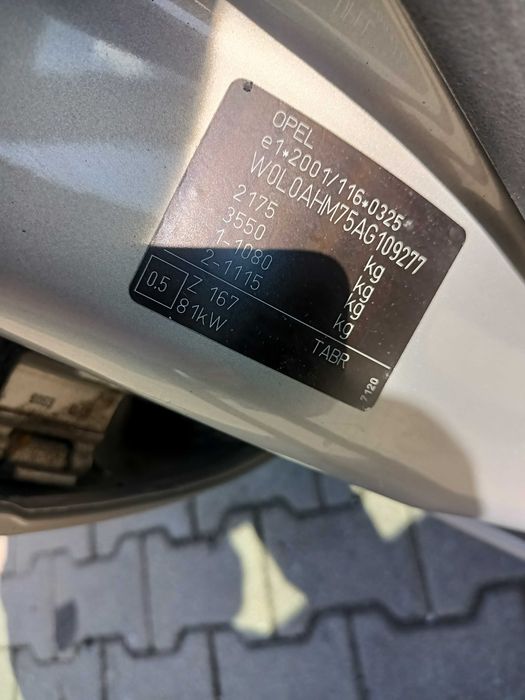 OPEL
e1*2001/116*0325*
W0L0AHM75AG109277
2175 kg
3550 kg
1-1080 kg
2-1115 kg
0.5 Z 167
81kW TABR
7120